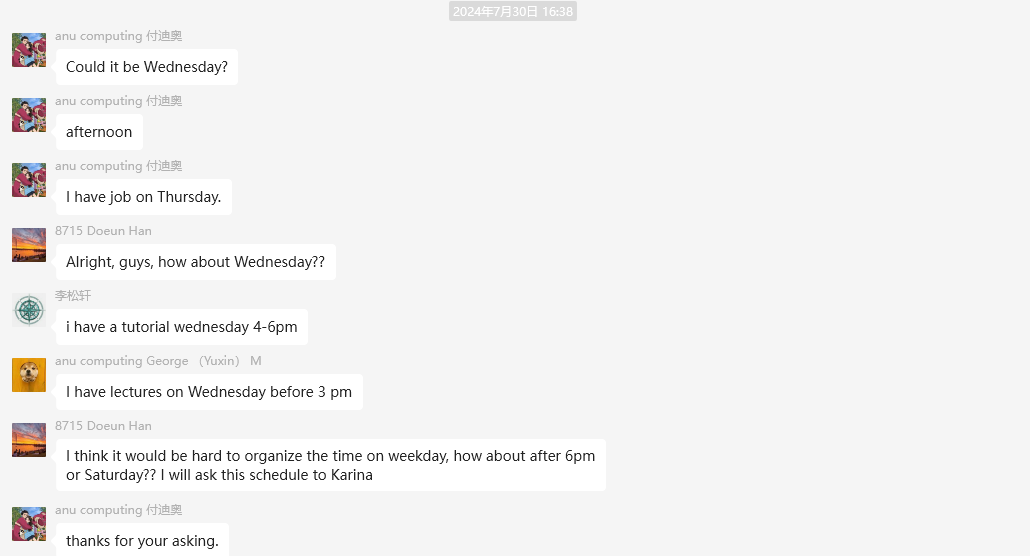 2024年7月30日 16:38
anu computing 付迪奥
Could it be Wednesday?
anu computing 付迪奥
afternoon
anu computing 付迪奥
I have job on Thursday.
8715 Doeun Han
Alright, guys, how about Wednesday??
李松轩
i have a tutorial wednesday 4-6pm
anu computing George （Yuxin） M
I have lectures on Wednesday before 3 pm
8715 Doeun Han
I think it would be hard to organize the time on weekday, how about after 6pm
or Saturday?? I will ask this schedule to Karina
anu computing 付迪奥
thanks for your asking.